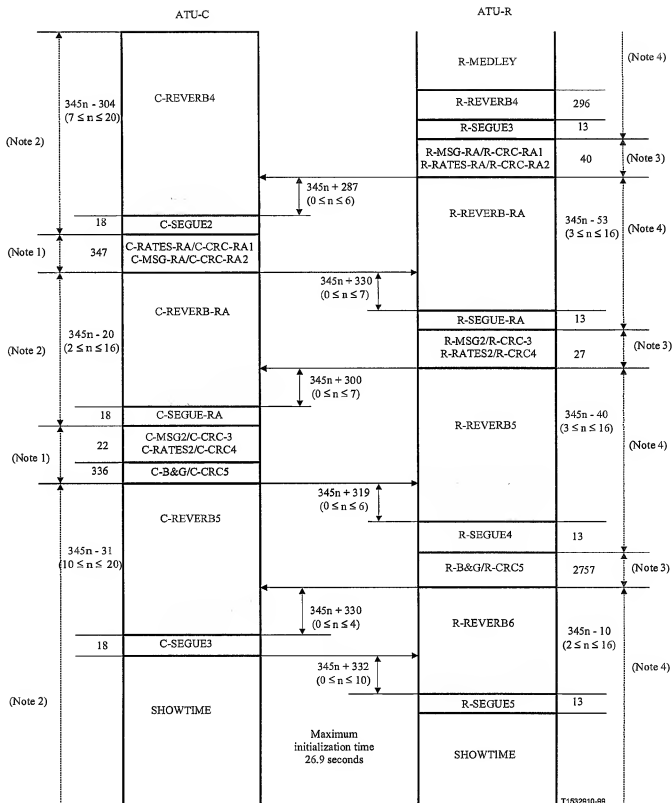 ATU-C
ATU-R
R-MEDLEY
(Note 4)
345n - 304
(7 ≤ n ≤ 20)
C-REVERB4
R-REVERB4
296
R-SEGUE3
13
(Note 2)
R-MSG-RA/R-CRC-RA1
R-RATES-RA/R-CRC-RA2
40
(Note 3)
345n + 287
(0 ≤ n ≤ 6)
R-REVERB-RA
345n - 53
(3 ≤ n ≤ 16)
(Note 4)
18
C-SEGUE2
(Note 1)
347
C-RATES-RA/C-CRC-RA1
C-MSG-RA/C-CRC-RA2
345n + 330
(0 ≤ n ≤ 7)
C-REVERB-RA
R-SEGUE-RA
13
345n - 20
(2 ≤ n ≤ 16)
(Note 2)
R-MSG2/R-CRC-3
R-RATES2/R-CRC4
27
(Note 3)
345n + 300
(0 ≤ n ≤ 7)
18
C-SEGUE-RA
R-REVERB5
345n - 40
(3 ≤ n ≤ 16)
(Note 4)
(Note 1)
22
C-MSG2/C-CRC-3
C-RATES2/C-CRC4
336
C-B&G/C-CRC5
345n + 319
(0 ≤ n ≤ 6)
C-REVERB5
R-SEGUE4
13
345n - 31
(10 ≤ n ≤ 20)
R-B&G/R-CRC5
2757
(Note 3)
345n + 330
(0 ≤ n ≤ 4)
R-REVERB6
345n - 10
(2 ≤ n ≤ 16)
18
C-SEGUE3
(Note 4)
345n + 332
(0 ≤ n ≤ 10)
(Note 2)
SHOWTIME
R-SEGUE5
13
Maximum
initialization time
26.9 seconds
SHOWTIME
T1532910-99